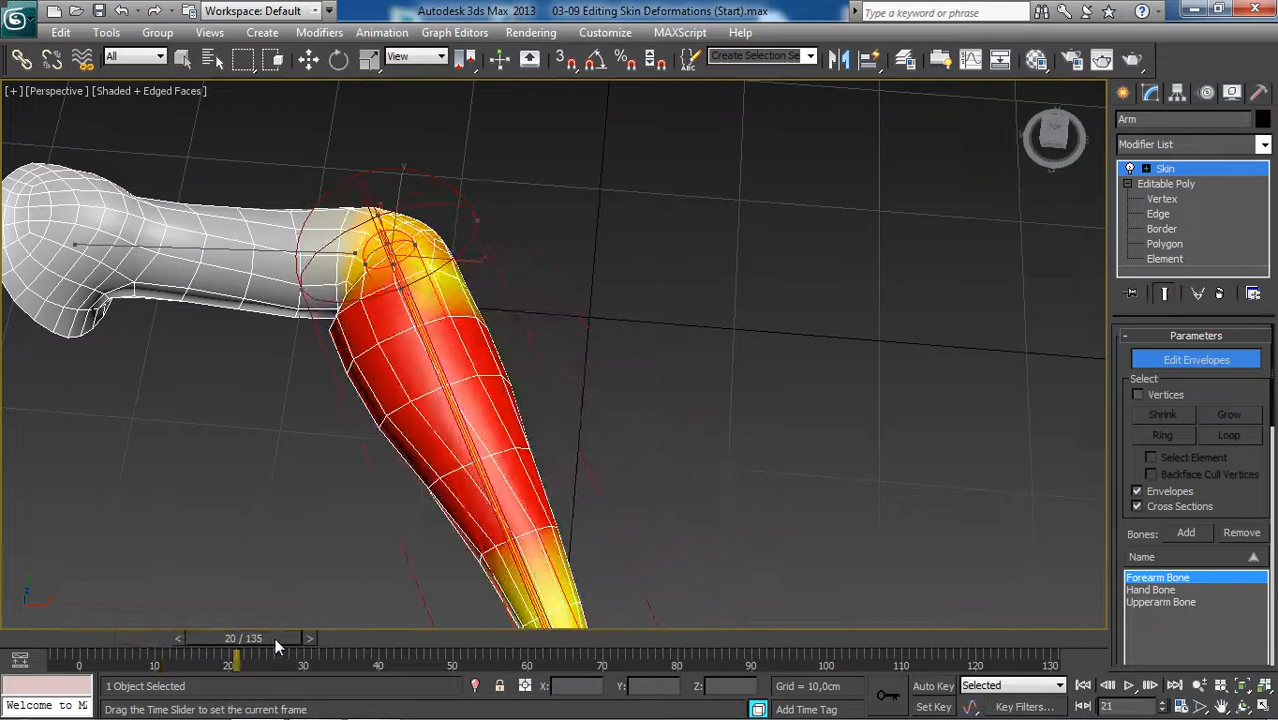 Workspace: Default
Autodesk 3ds Max 2013
03-09 Editing Skin Deformations (Start).max
Type a keyword or phrase
Edit Tools Group Views Create Modifiers Animation Graph Editors Rendering Customize MAXScript Help
All
View
Create Selection Se
[+] [Perspective] [Shaded + Edged Faces]
TOP
y
Arm
Modifier List
Skin
Editable Poly
Vertex
Edge
Border
Polygon
Element
Parameters
Edit Envelopes
Select
Vertices
Shrink Grow
Ring Loop
Select Element
Backface Cull Vertices
Envelopes
Cross Sections
Bones: Add Remove
Name
Forearm Bone
Hand Bone
Upperarm Bone
< 20 / 135 >
0 10 20 30 40 50 60 70 80 90 100 110 120 130
1 Object Selected
X: Y: Z:
Grid = 10,0cm
Auto Key
Selected
Welcome to M
Drag the Time Slider to set the current frame
Add Time Tag
Set Key
Key Filters...
21